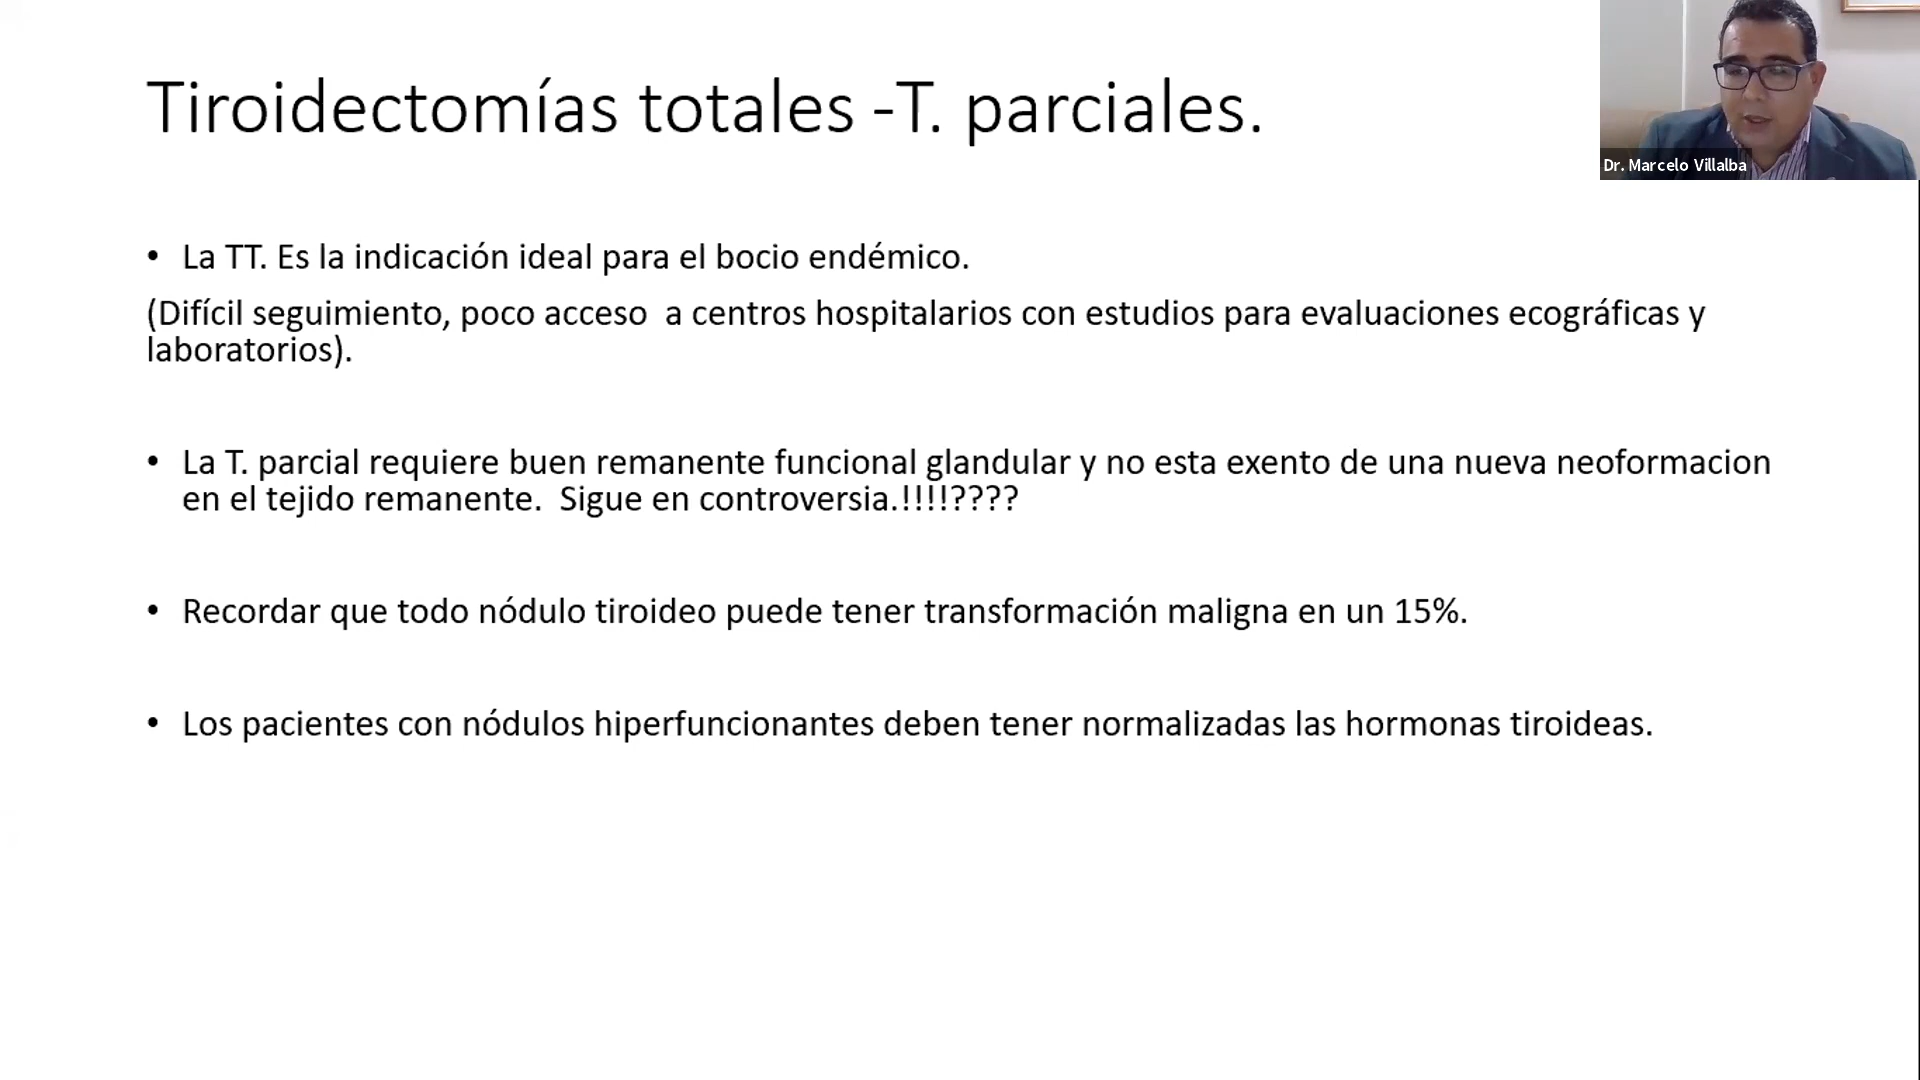 Tiroidectomías totales -T. parciales.
Dr. Marcelo Villalba
• La TT. Es la indicación ideal para el bocio endémico.
(Difícil seguimiento, poco acceso  a centros hospitalarios con estudios para evaluaciones ecográficas y
laboratorios).
• La T. parcial requiere buen remanente funcional glandular y no esta exento de una nueva neoformacion
en el tejido remanente.  Sigue en controversia.!!!!????
• Recordar que todo nódulo tiroideo puede tener transformación maligna en un 15%.
• Los pacientes con nódulos hiperfuncionantes deben tener normalizadas las hormonas tiroideas.